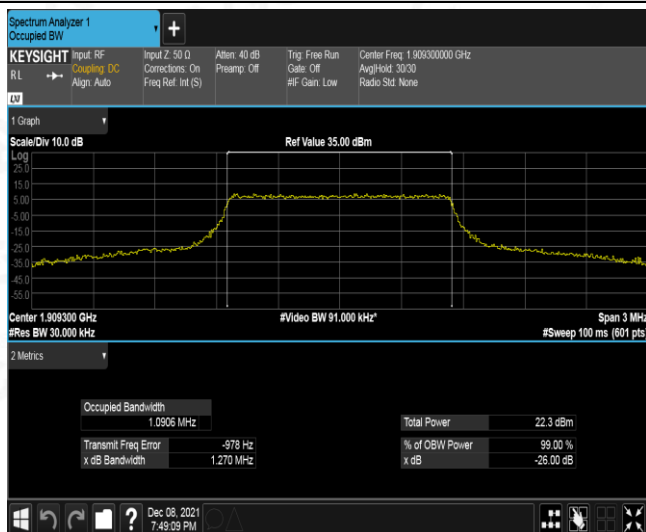 Spectrum Analyzer 1
Occupied BW
KEYSIGHT
RL
LXI
Input: RF
Coupling: DC
Align: Auto
Input Z: 50 Ω
Corrections: On
Freq Ref: Int (S)
Atten: 40 dB
Preamp: Off
Trig: Free Run
Gate: Off
#IF Gain: Low
Center Freq: 1.909300000 GHz
Avg|Hold: 30/30
Radio Std: None
1 Graph
Scale/Div 10.0 dB
Ref Value 35.00 dBm
Log
25.0
15.0
5.00
-5.00
-15.0
-25.0
-35.0
-45.0
-55.0
Center 1.909300 GHz
#Video BW 91.000 kHz*
Span 3 MHz
#Res BW 30.000 kHz
#Sweep 100 ms (601 pts)
2 Metrics
Occupied Bandwidth
1.0906 MHz
Total Power 22.3 dBm
Transmit Freq Error -978 Hz
% of OBW Power 99.00 %
x dB Bandwidth 1.270 MHz
x dB -26.00 dB
?
Dec 08, 2021
7:49:09 PM